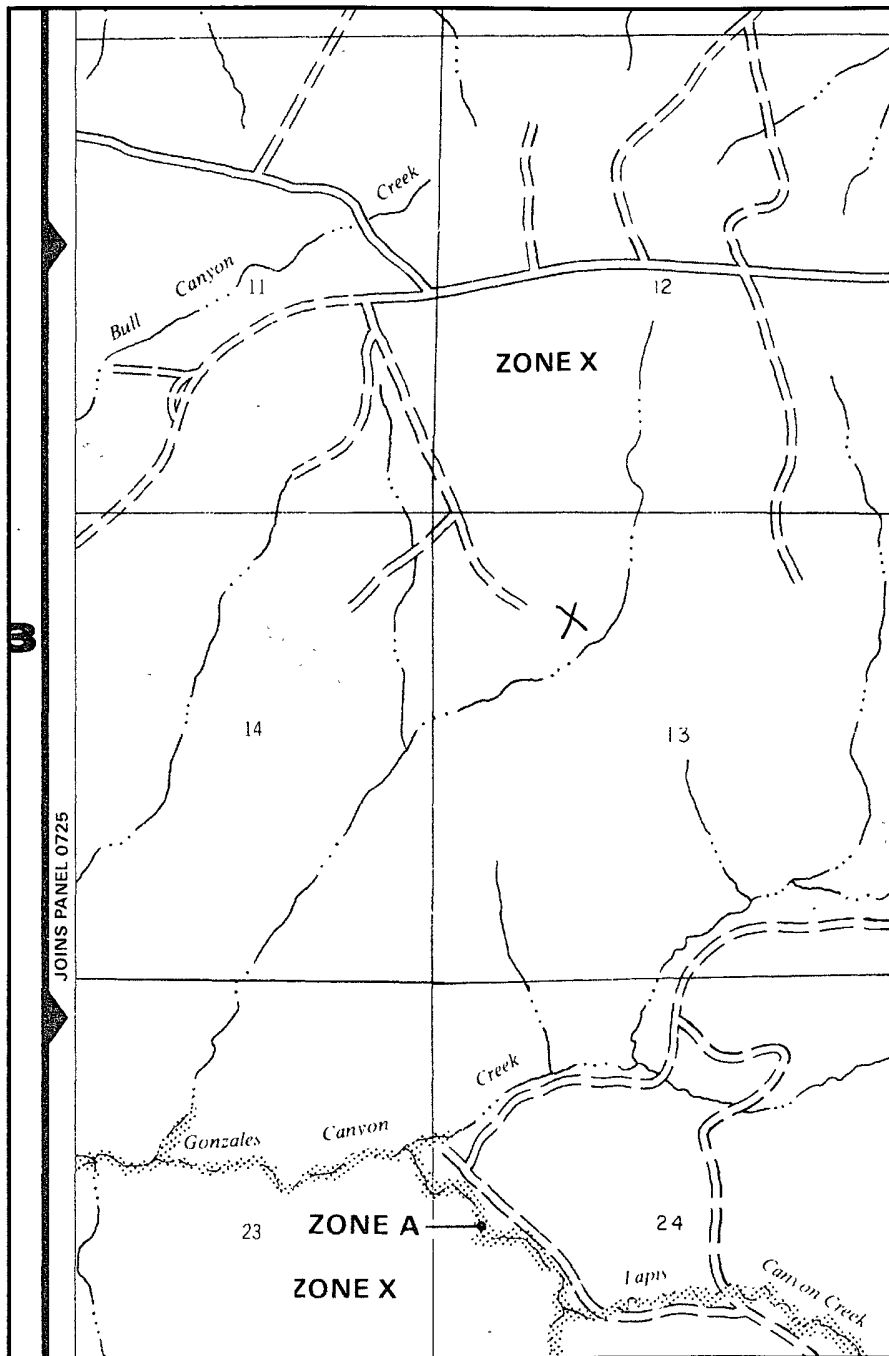 Creek
Canyon
Bull
11
12
ZONE X
14
13
JOINS PANEL 0725
Creek
Canyon
Gonzales
23
ZONE A
24
ZONE X
Canyon Creek
X